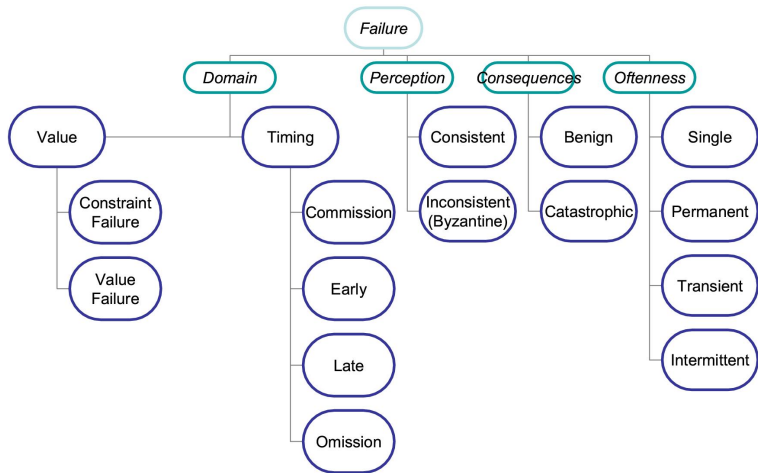 Failure
Domain
Perception
Consequences
Oftenness
Value
Timing
Consistent
Benign
Single
Constraint
Failure
Commission
Inconsistent
(Byzantine)
Catastrophic
Permanent
Value
Failure
Early
Transient
Late
Intermittent
Omission